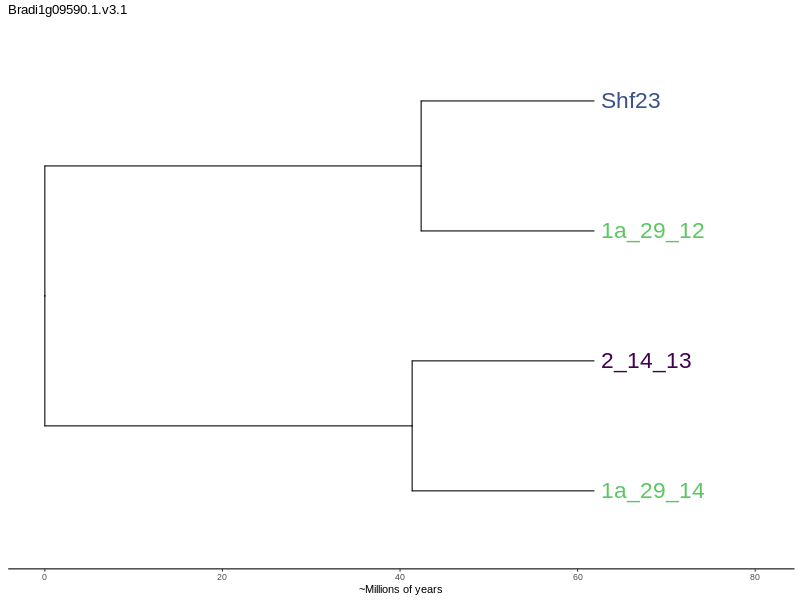 Bradi1g09590.1.v3.1
Shf23
1a_29_12
2_14_13
1a_29_14
0 20 40 60 80
~Millions of years